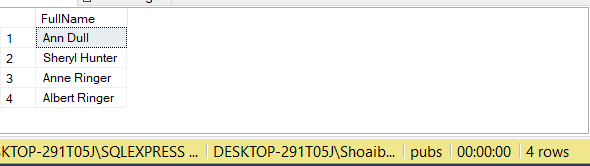 FullName
1 Ann Dull
2 Sheryl Hunter
3 Anne Ringer
4 Albert Ringer
KTOP-291T05J\SQLEXPRESS ... DESKTOP-291T05J\Shoaib... pubs 00:00:00 4 rows